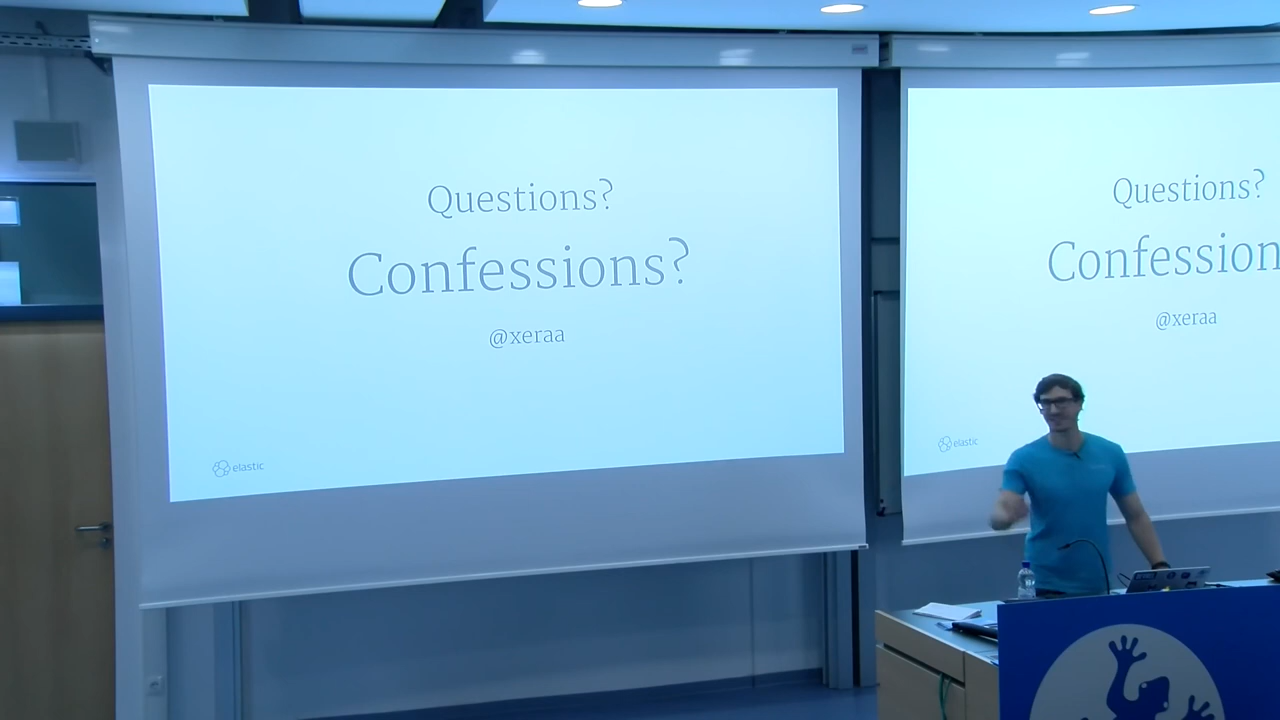 Questions?
Confessions?
@xeraa
elastic
Questions?
Confession
@xeraa
elastic